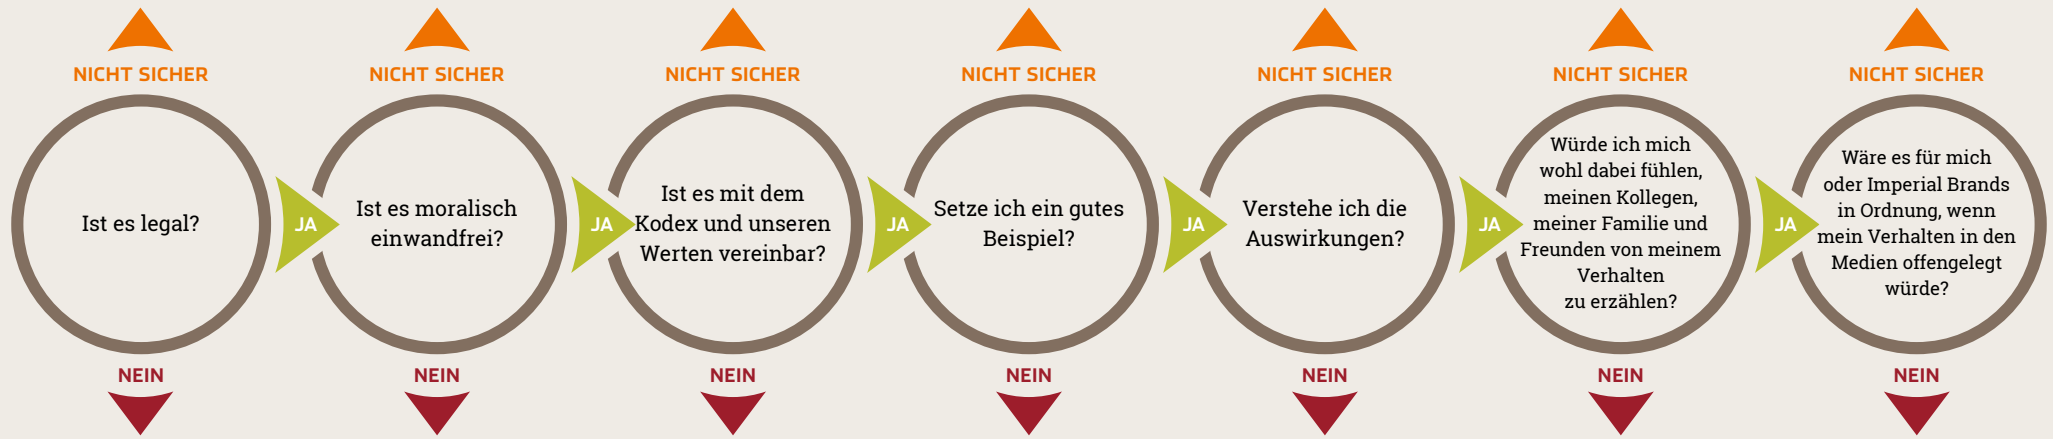 NICHT SICHER
NICHT SICHER
NICHT SICHER
NICHT SICHER
NICHT SICHER
NICHT SICHER
NICHT SICHER
Ist es legal?
JA
Ist es moralisch
einwandfrei?
JA
Ist es mit dem
Kodex und unseren
Werten vereinbar?
JA
Setze ich ein gutes
Beispiel?
JA
Verstehe ich die
Auswirkungen?
JA
Würde ich mich
wohl dabei fühlen,
meinen Kollegen,
meiner Familie und
Freunden von meinem
Verhalten
zu erzählen?
JA
Wäre es für mich
oder Imperial Brands
in Ordnung, wenn
mein Verhalten in den
Medien offengelegt
würde?
NEIN
NEIN
NEIN
NEIN
NEIN
NEIN
NEIN